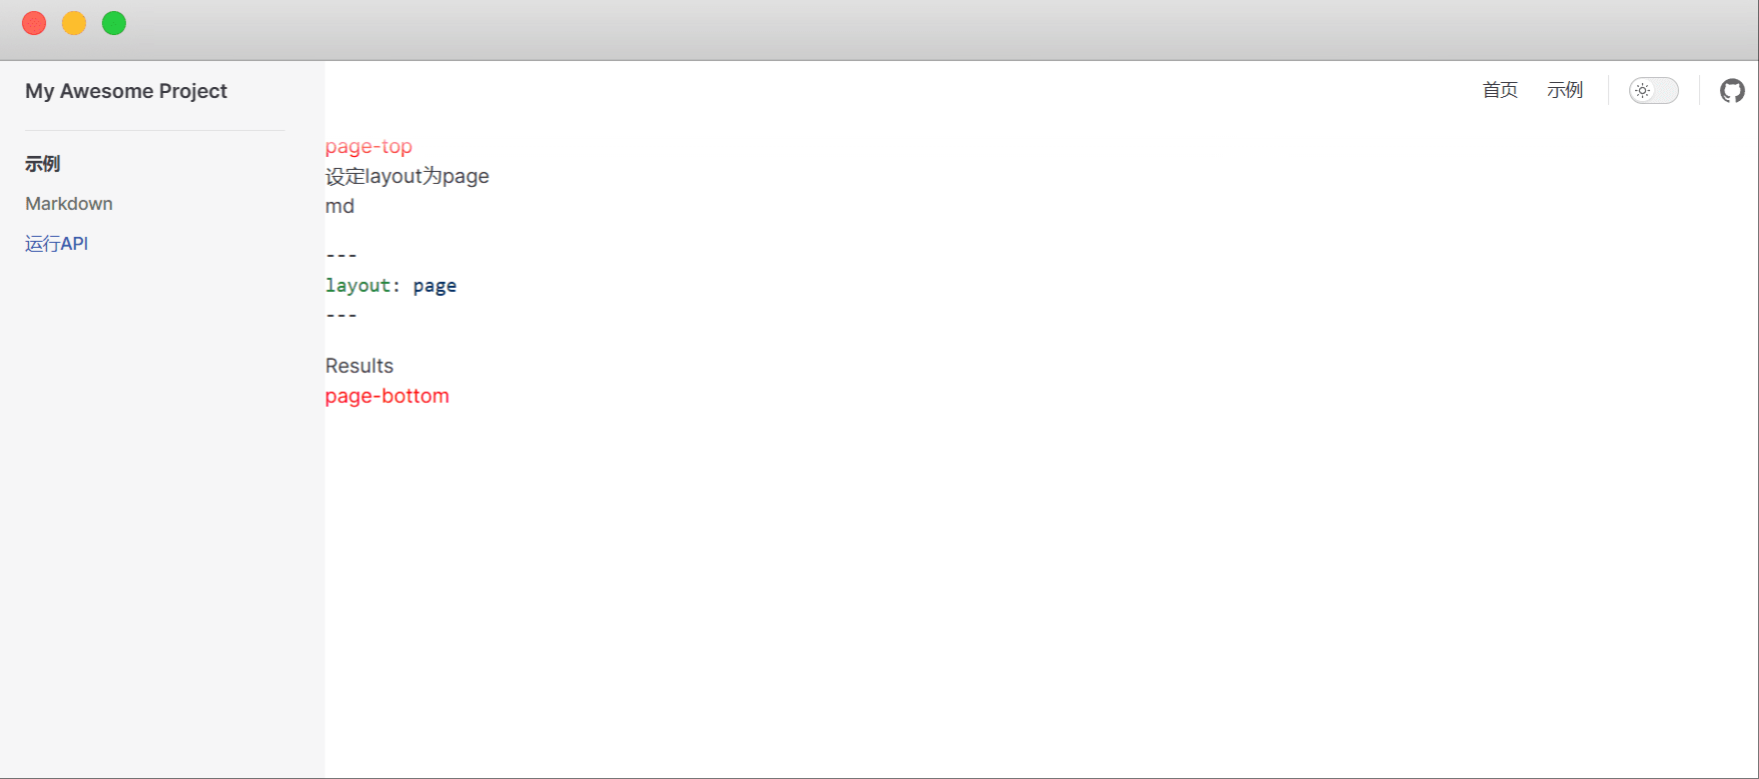 My Awesome Project
首页 示例
示例
Markdown
运行API
page-top
设定layout为page
md
---
layout: page
---
Results
page-bottom